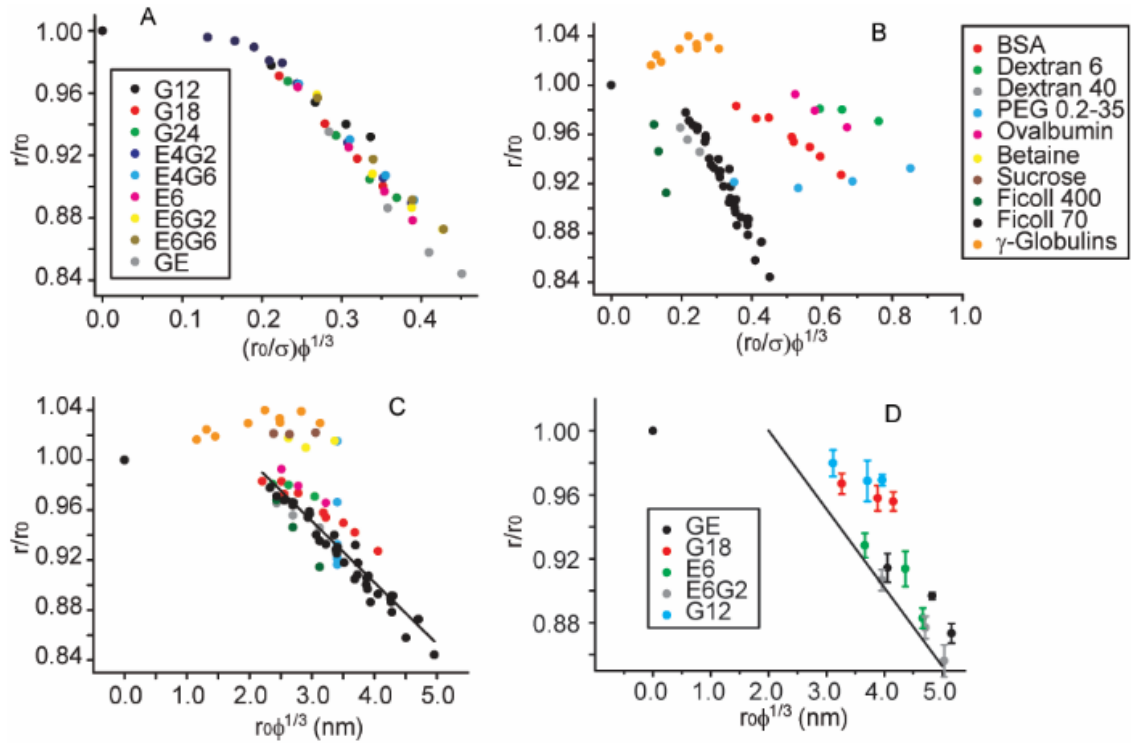 A
r/r₀
1.00
0.96
0.92
0.88
0.84
G12
G18
G24
E4G2
E4G6
E6
E6G2
E6G6
GE
0.0 0.1 0.2 0.3 0.4
(r₀/σ)ϕ^1/3
B
r/r₀
1.04
1.00
0.96
0.92
0.88
0.84
0.0 0.2 0.4 0.6 0.8 1.0
(r₀/σ)ϕ^1/3
BSA
Dextran 6
Dextran 40
PEG 0.2-35
Ovalbumin
Betaine
Sucrose
Ficoll 400
Ficoll 70
γ-Globulins
C
r/r₀
1.04
1.00
0.96
0.92
0.88
0.84
0.0 1.0 2.0 3.0 4.0 5.0
r₀ϕ^1/3 (nm)
D
r/r₀
1.00
0.96
0.92
0.88
GE
G18
E6
E6G2
G12
0.0 1.0 2.0 3.0 4.0 5.0
r₀ϕ^1/3 (nm)